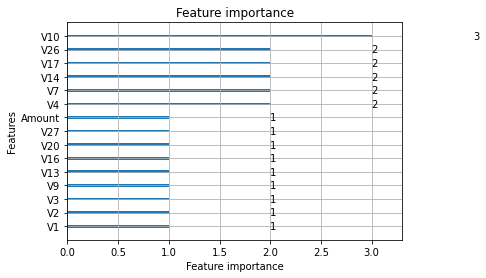 Feature importance
V10 3
V26 2
V17 2
V14 2
V7 2
V4 2
Amount 1
V27 1
V20 1
V16 1
V13 1
V9 1
V3 1
V2 1
V1 1
Features
0.0 0.5 1.0 1.5 2.0 2.5 3.0
Feature importance